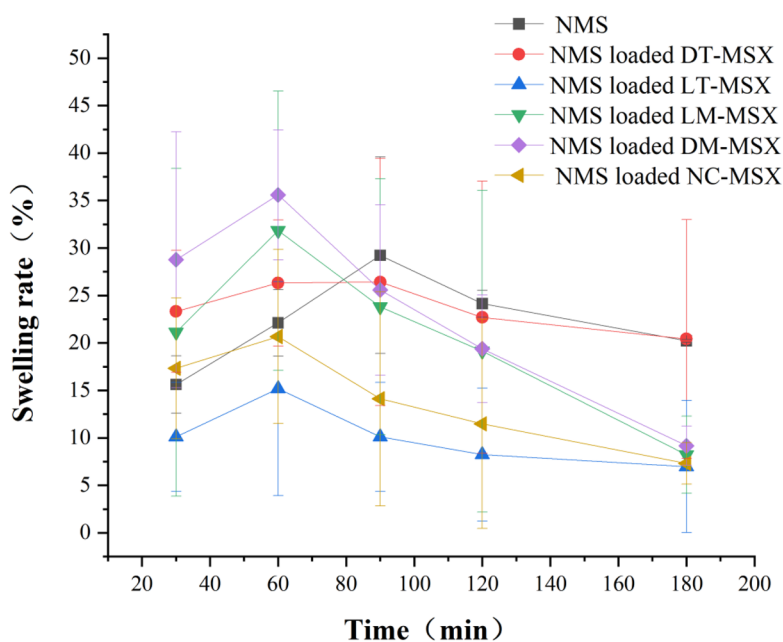 NMS
NMS loaded DT-MSX
NMS loaded LT-MSX
NMS loaded LM-MSX
NMS loaded DM-MSX
NMS loaded NC-MSX
Swelling rate（%）
50
45
40
35
30
25
20
15
10
5
0
20 40 60 80 100 120 140 160 180 200
Time（min）